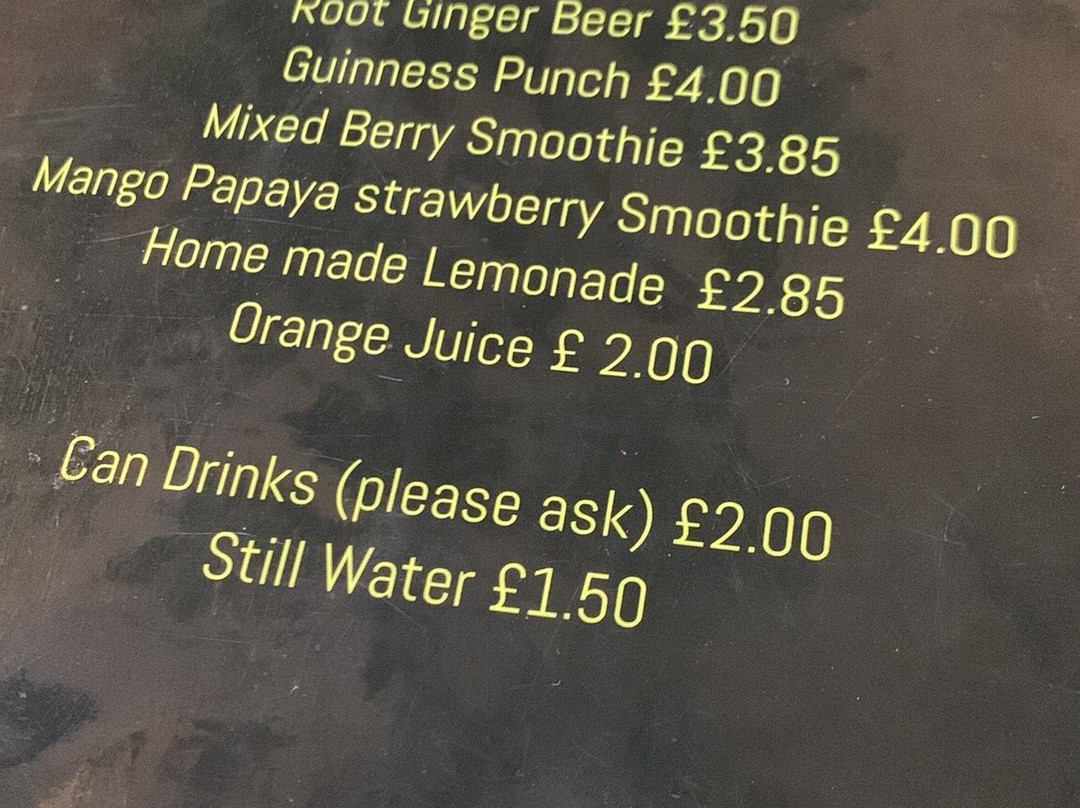 Root Ginger Beer £3.50
Guinness Punch £4.00
Mixed Berry Smoothie £3.85
Mango Papaya strawberry Smoothie £4.00
Home made Lemonade £2.85
Orange Juice £ 2.00
Can Drinks (please ask) £2.00
Still Water £1.50